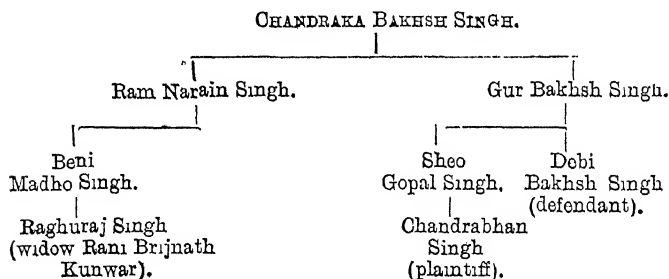 CHANDRAKA BAKHSH SINGH.
Ram Narain Singh.
Gur Bakhsh Singh.
Beni
Madho Singh.
Sheo
Gopal Singh.
Debi
Bakhsh Singh
(defendant).
Raghuraj Singh
(widow Rani Brijnath
Kunwar).
Chandrabhan
Singh
(plaintiff).